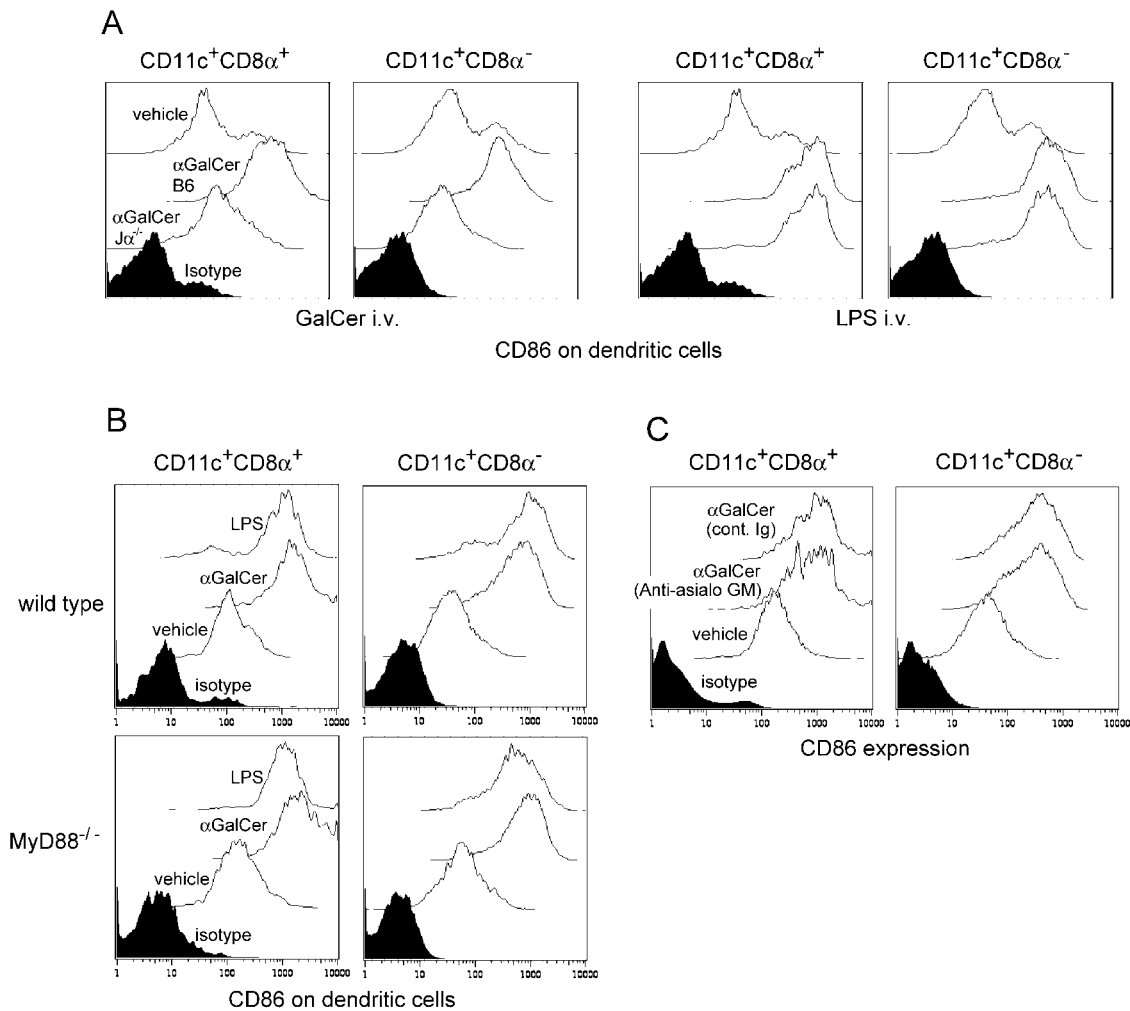 A
CD11c+CD8α+
CD11c+CD8α-
CD11c+CD8α+
CD11c+CD8α-
vehicle
αGalCer
B6
αGalCer
Jα-/-
Isotype
GalCer i.v.
LPS i.v.
CD86 on dendritic cells
B
CD11c+CD8α+
CD11c+CD8α-
wild type
LPS
αGalCer
vehicle
isotype
1 10 100 1000 10000
1 10 100 1000 10000
MyD88-/-
LPS
αGalCer
vehicle
isotype
1 10 100 1000 10000
1 10 100 1000 10000
CD86 on dendritic cells
C
CD11c+CD8α+
CD11c+CD8α-
αGalCer
(cont. Ig)
αGalCer
(Anti-asialo GM)
vehicle
isotype
1 10 100 1000 10000
1 10 100 1000 10000
CD86 expression